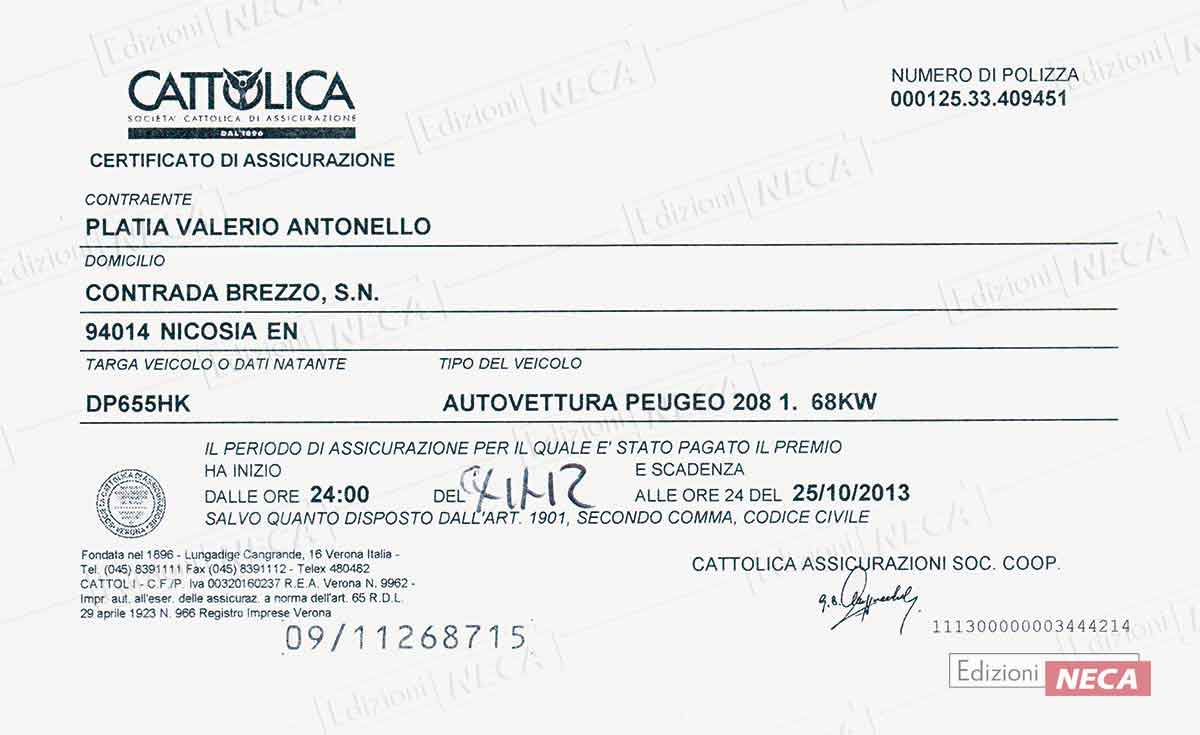 CATTOLICA
SOCIETÀ CATTOLICA DI ASSICURAZIONE
DAL 1896
NUMERO DI POLIZZA
000125.33.409451
CERTIFICATO DI ASSICURAZIONE
CONTRAENTE
PLATIA VALERIO ANTONELLO
DOMICILIO
CONTRADA BREZZO, S.N.
94014 NICOSIA EN
TARGA VEICOLO O DATI NATANTE TIPO DEL VEICOLO
DP655HK AUTOVETTURA PEUGEO 208 1. 68KW
IL PERIODO DI ASSICURAZIONE PER IL QUALE E' STATO PAGATO IL PREMIO
HA INIZIO E SCADENZA
DALLE ORE 24:00 DEL ALLE ORE 24 DEL 25/10/2013
SALVO QUANTO DISPOSTO DALL'ART. 1901, SECONDO COMMA, CODICE CIVILE
Fondata nel 1896 - Lungadige Cangrande, 16 Verona Italia -
Tel. (045) 8391111 Fax (045) 8391112 - Telex 480482
CATTOL I - C.F./P. Iva 00320160237 R.E.A. Verona N. 9962 -
Impr. aut. all'eser. delle assicuraz. a norma dell'art. 65 R.D.L.
29 aprile 1923 N. 966 Registro Imprese Verona
CATTOLICA ASSICURAZIONI SOC. COOP.
09/11268715
111300000003444214
Edizioni NECA